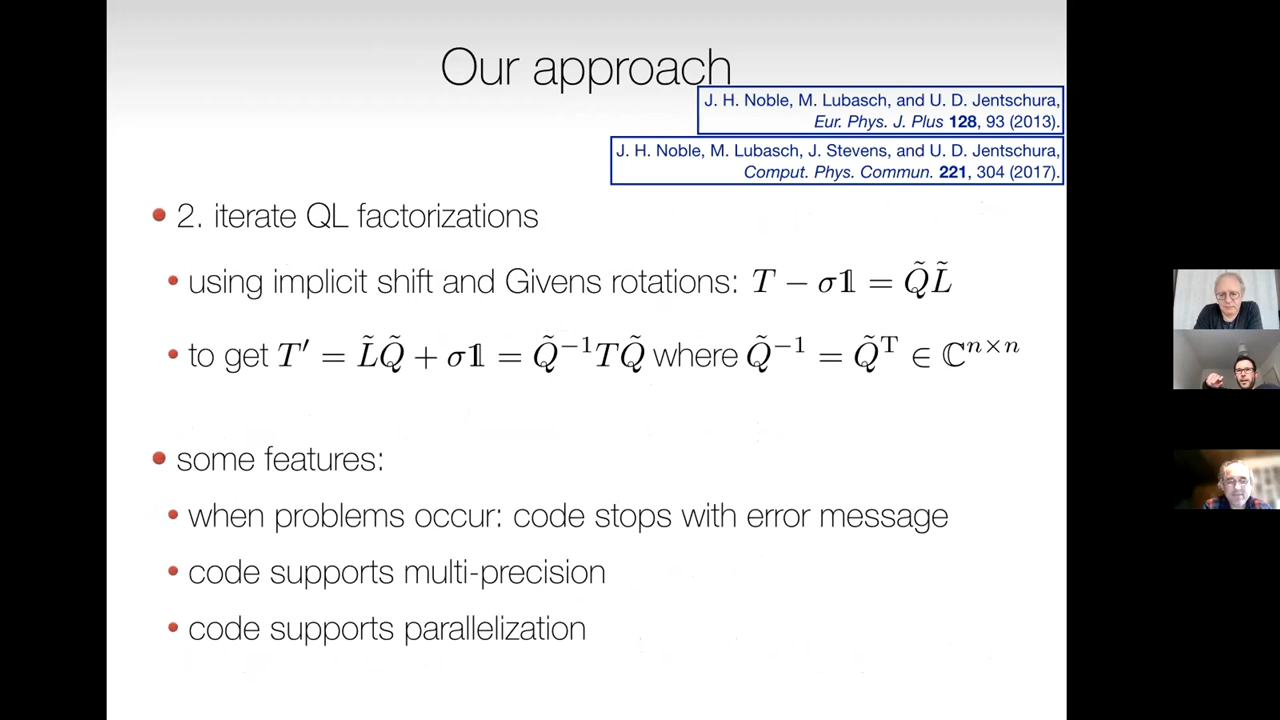 Our approach
J. H. Noble, M. Lubasch, and U. D. Jentschura,
Eur. Phys. J. Plus 128, 93 (2013).
J. H. Noble, M. Lubasch, J. Stevens, and U. D. Jentschura,
Comput. Phys. Commun. 221, 304 (2017).
• 2. iterate QL factorizations
• using implicit shift and Givens rotations: T − σ𝟙 = Q̃L̃
• to get T′ = L̃Q̃ + σ𝟙 = Q̃⁻¹TQ̃ where Q̃⁻¹ = Q̃ᵀ ∈ ℂⁿˣⁿ
• some features:
• when problems occur: code stops with error message
• code supports multi-precision
• code supports parallelization